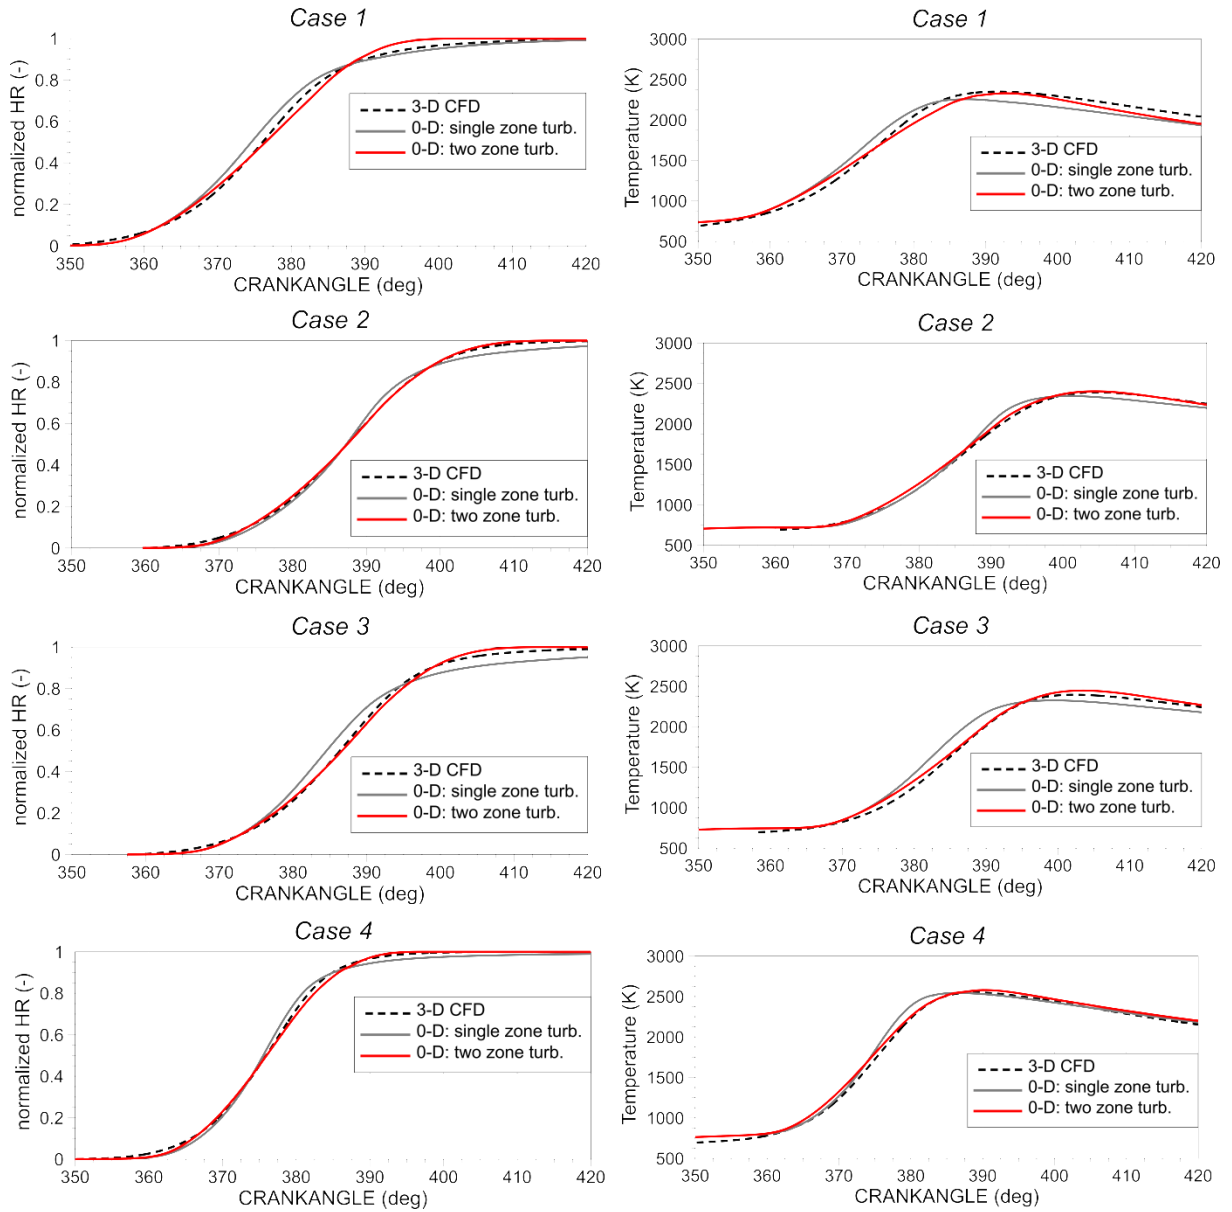 Case 1
normalized HR (-)
1
0.8
0.6
0.4
0.2
0
3-D CFD
0-D: single zone turb.
0-D: two zone turb.
350 360 370 380 390 400 410 420
CRANKANGLE (deg)
Case 1
Temperature (K)
3000
2500
2000
1500
1000
500
3-D CFD
0-D: single zone turb.
0-D: two zone turb.
350 360 370 380 390 400 410 420
CRANKANGLE (deg)
Case 2
normalized HR (-)
1
0.8
0.6
0.4
0.2
0
3-D CFD
0-D: single zone turb.
0-D: two zone turb.
350 360 370 380 390 400 410 420
CRANKANGLE (deg)
Case 2
Temperature (K)
3000
2500
2000
1500
1000
500
3-D CFD
0-D: single zone turb.
0-D: two zone turb.
350 360 370 380 390 400 410 420
CRANKANGLE (deg)
Case 3
normalized HR (-)
1
0.8
0.6
0.4
0.2
0
3-D CFD
0-D: single zone turb.
0-D: two zone turb.
350 360 370 380 390 400 410 420
CRANKANGLE (deg)
Case 3
Temperature (K)
3000
2500
2000
1500
1000
500
3-D CFD
0-D: single zone turb.
0-D: two zone turb.
350 360 370 380 390 400 410 420
CRANKANGLE (deg)
Case 4
normalized HR (-)
1
0.8
0.6
0.4
0.2
0
3-D CFD
0-D: single zone turb.
0-D: two zone turb.
350 360 370 380 390 400 410 420
CRANKANGLE (deg)
Case 4
Temperature (K)
3000
2500
2000
1500
1000
500
3-D CFD
0-D: single zone turb.
0-D: two zone turb.
350 360 370 380 390 400 410 420
CRANKANGLE (deg)